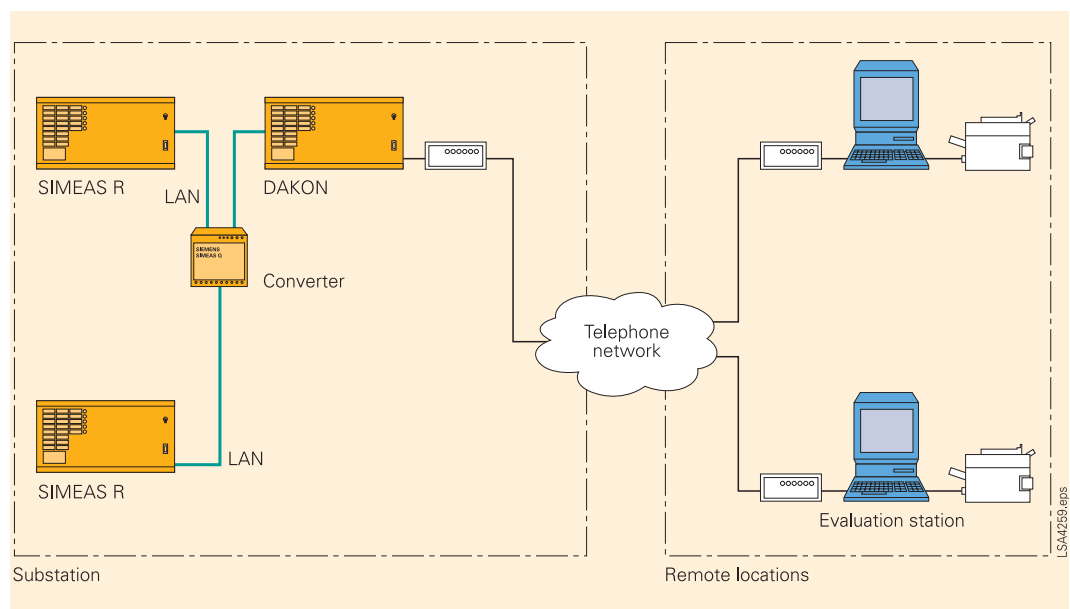 SIMEAS R
LAN
DAKON
SIEMENS
SIMEAS Q
Converter
Telephone
network
SIMEAS R
LAN
Evaluation station
LSA4259.eps
Substation
Remote locations